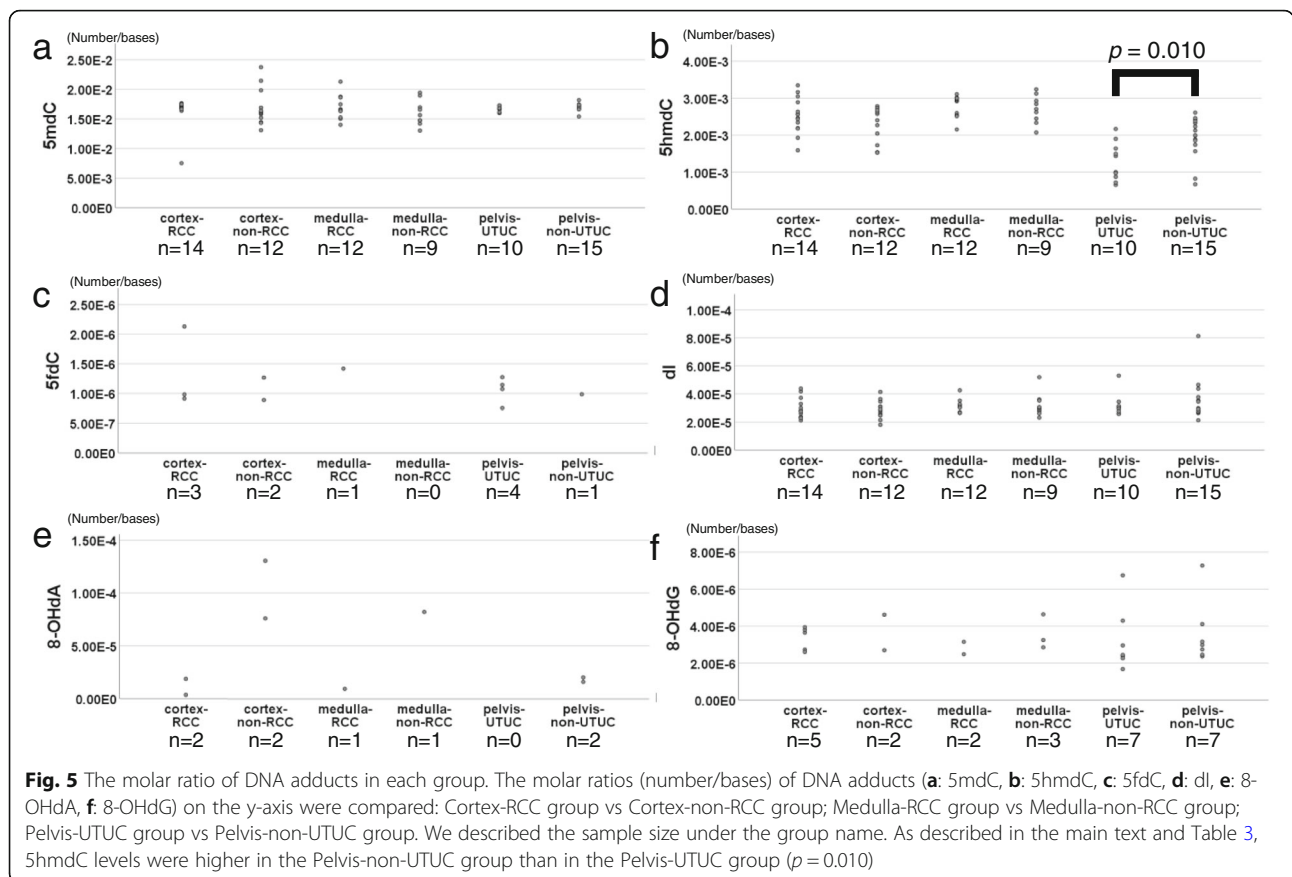 a
(Number/bases)
5mdC
2.50E-2
2.00E-2
1.50E-2
1.00E-2
5.00E-3
0.00E0
cortex-RCC
cortex-non-RCC
medulla-RCC
medulla-non-RCC
pelvis-UTUC
pelvis-non-UTUC
n=14
n=12
n=12
n=9
n=10
n=15
b
(Number/bases)
p = 0.010
5hmdC
4.00E-3
3.00E-3
2.00E-3
1.00E-3
0.00E0
cortex-RCC
cortex-non-RCC
medulla-RCC
medulla-non-RCC
pelvis-UTUC
pelvis-non-UTUC
n=14
n=12
n=12
n=9
n=10
n=15
c
(Number/bases)
5fdC
2.50E-6
2.00E-6
1.50E-6
1.00E-6
5.00E-7
0.00E0
cortex-RCC
cortex-non-RCC
medulla-RCC
medulla-non-RCC
pelvis-UTUC
pelvis-non-UTUC
n=3
n=2
n=1
n=0
n=4
n=1
d
(Number/bases)
dI
1.00E-4
8.00E-5
6.00E-5
4.00E-5
2.00E-5
0.00E0
cortex-RCC
cortex-non-RCC
medulla-RCC
medulla-non-RCC
pelvis-UTUC
pelvis-non-UTUC
n=14
n=12
n=12
n=9
n=10
n=15
e
(Number/bases)
8-OHdA
1.50E-4
1.00E-4
5.00E-5
0.00E0
cortex-RCC
cortex-non-RCC
medulla-RCC
medulla-non-RCC
pelvis-UTUC
pelvis-non-UTUC
n=2
n=2
n=1
n=1
n=0
n=2
f
(Number/bases)
8-OHdG
8.00E-6
6.00E-6
4.00E-6
2.00E-6
0.00E0
cortex-RCC
cortex-non-RCC
medulla-RCC
medulla-non-RCC
pelvis-UTUC
pelvis-non-UTUC
n=5
n=2
n=2
n=3
n=7
n=7
Fig. 5 The molar ratio of DNA adducts in each group. The molar ratios (number/bases) of DNA adducts (a: 5mdC, b: 5hmdC, c: 5fdC, d: dI, e: 8-
OHdA, f: 8-OHdG) on the y-axis were compared: Cortex-RCC group vs Cortex-non-RCC group; Medulla-RCC group vs Medulla-non-RCC group;
Pelvis-UTUC group vs Pelvis-non-UTUC group. We described the sample size under the group name. As described in the main text and Table 3,
5hmdC levels were higher in the Pelvis-non-UTUC group than in the Pelvis-UTUC group (p = 0.010)